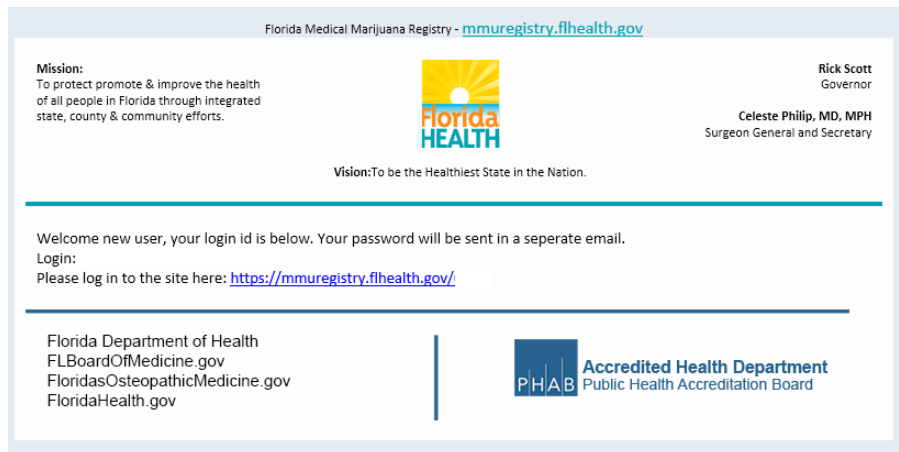 Florida Medical Marijuana Registry - mmuregistry.flhealth.gov
Mission:
To protect promote & improve the health
of all people in Florida through integrated
state, county & community efforts.
Florida
HEALTH
Rick Scott
Governor
Celeste Philip, MD, MPH
Surgeon General and Secretary
Vision:To be the Healthiest State in the Nation.
Welcome new user, your login id is below. Your password will be sent in a seperate email.
Login:
Please log in to the site here: https://mmuregistry.flhealth.gov/
Florida Department of Health
FLBoardOfMedicine.gov
FloridasOsteopathicMedicine.gov
FloridaHealth.gov
PHAB
Accredited Health Department
Public Health Accreditation Board